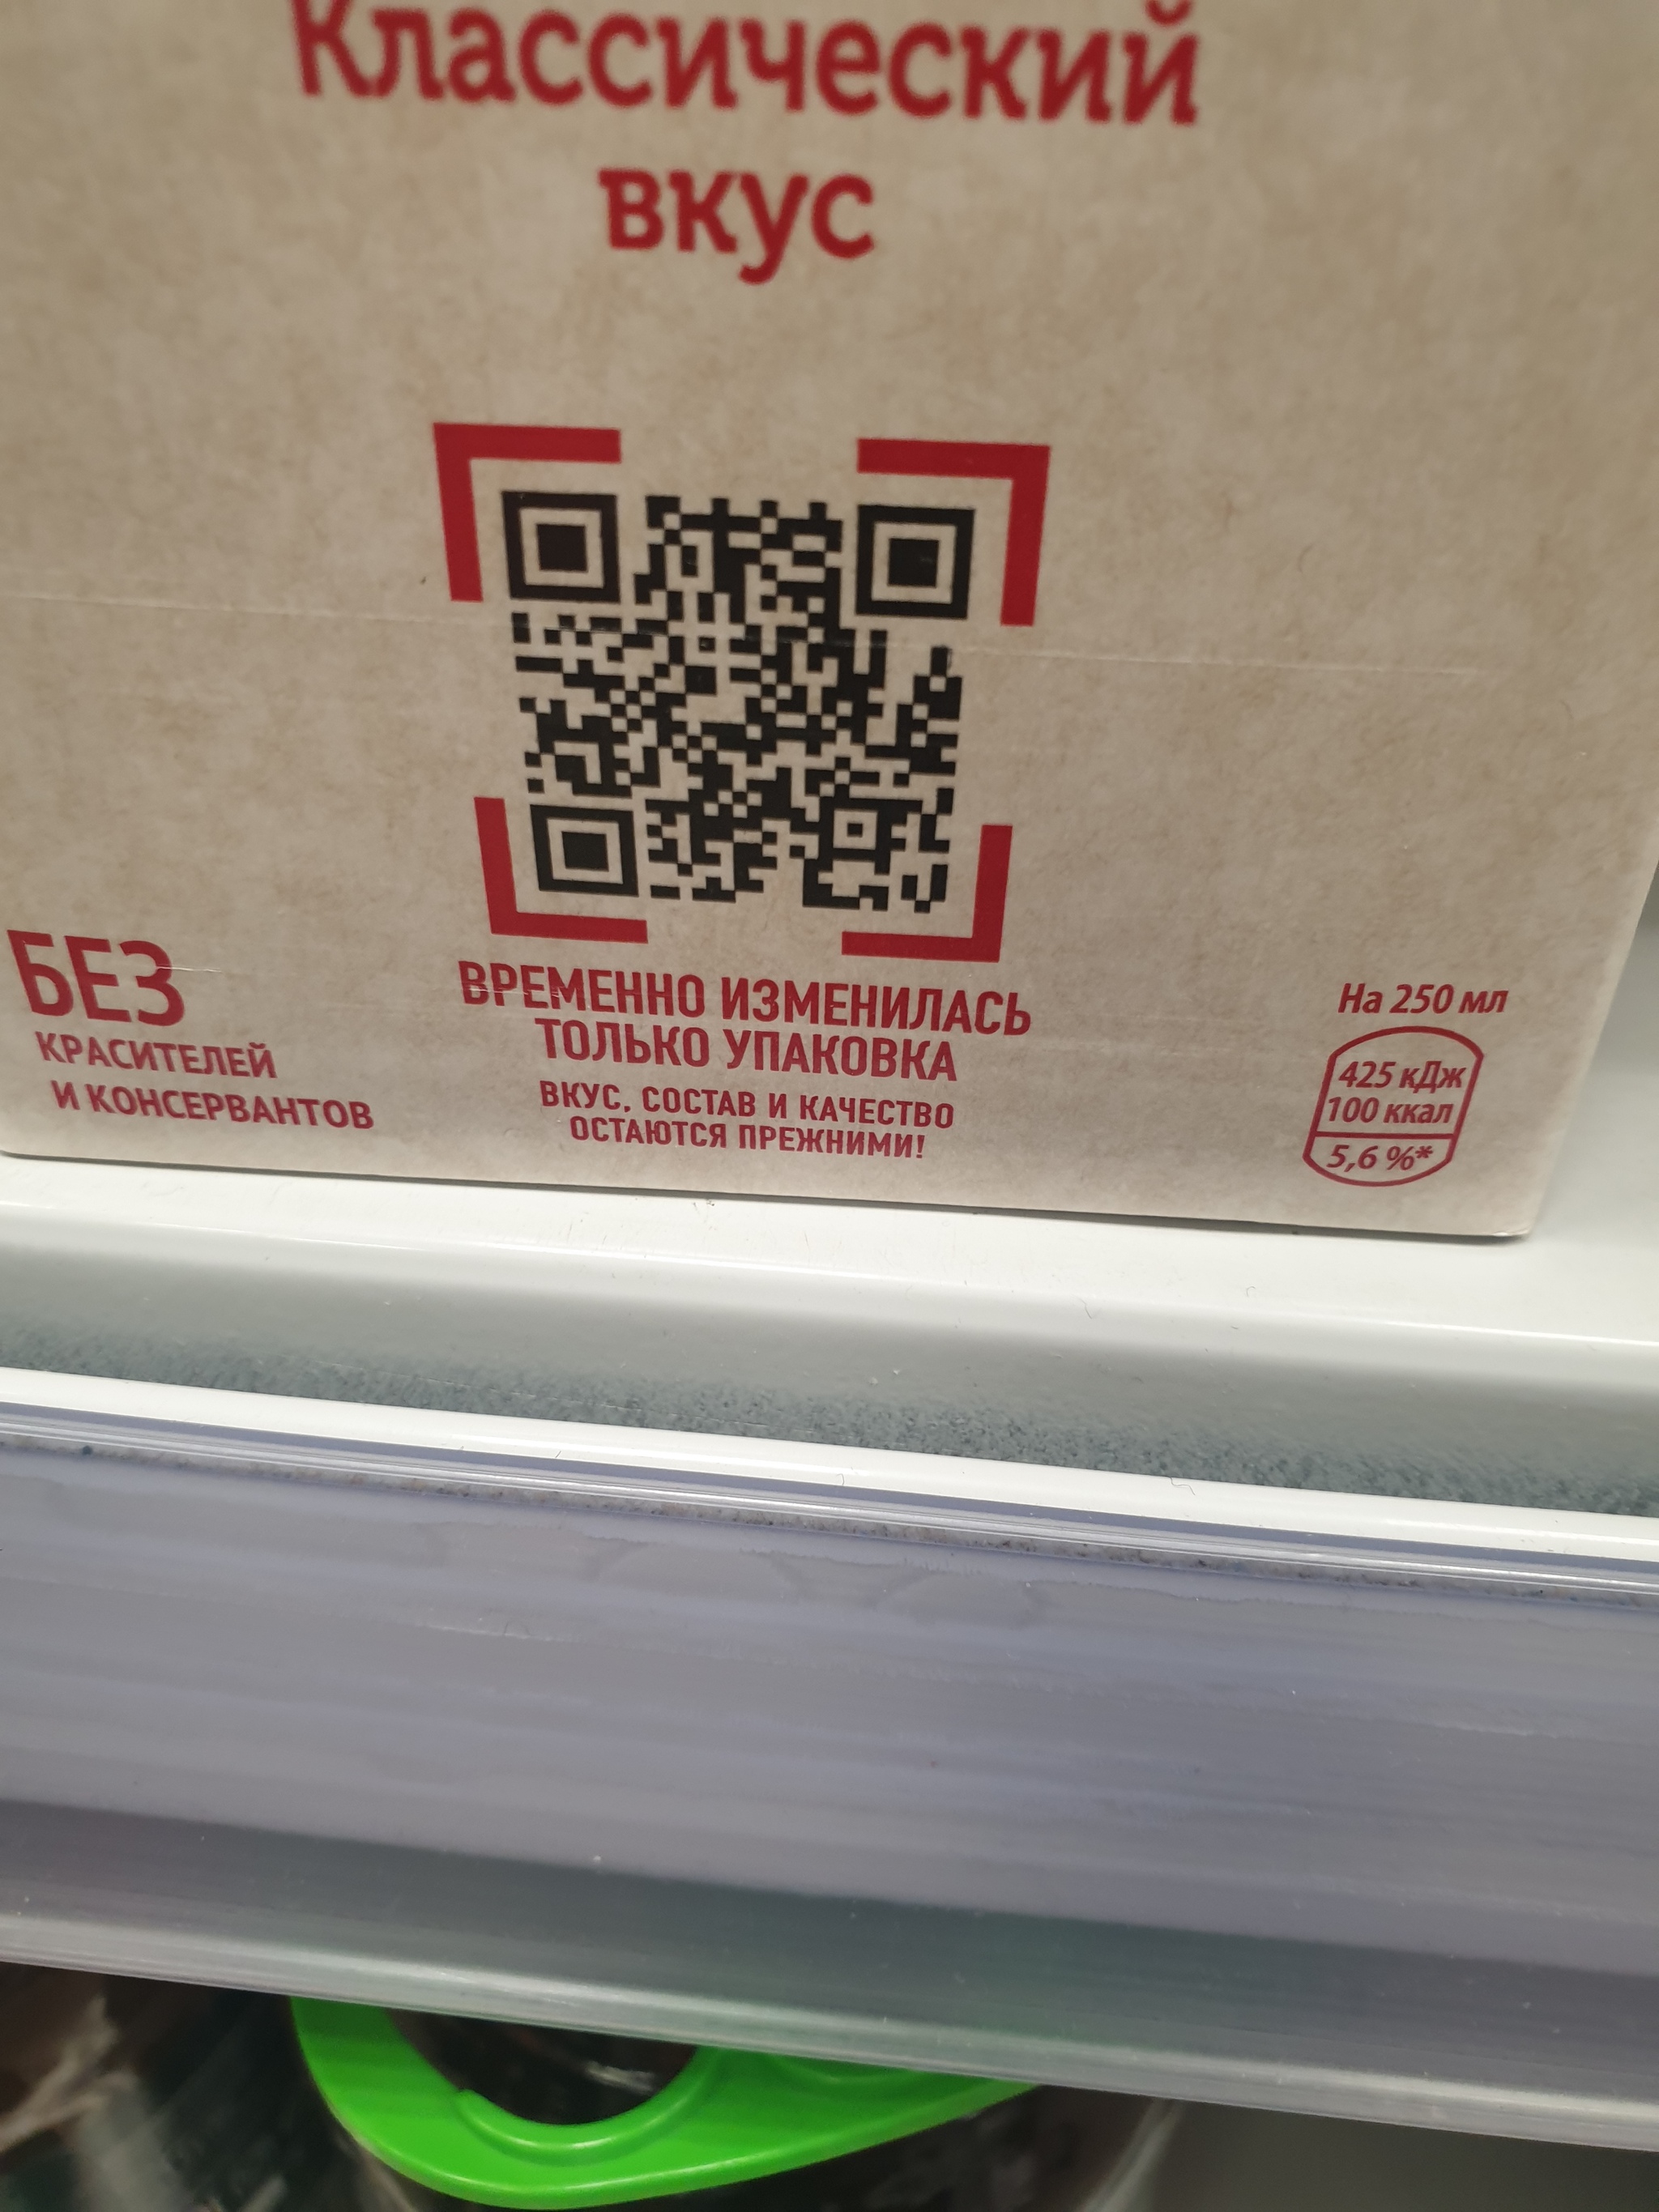 Классический
вкус
БЕЗ
КРАСИТЕЛЕЙ
И КОНСЕРВАНТОВ
ВРЕМЕННО ИЗМЕНИЛАСЬ
ТОЛЬКО УПАКОВКА
ВКУС, СОСТАВ И КАЧЕСТВО
ОСТАЮТСЯ ПРЕЖНИМИ!
На 250 мл
425 кДж
100 ккал
5,6 %*